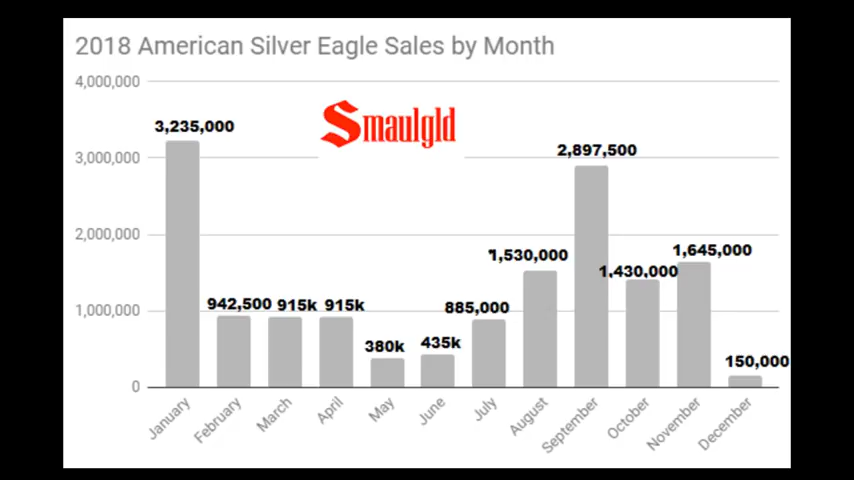 2018 American Silver Eagle Sales by Month
4,000,000
Smaulgld
3,235,000
3,000,000
2,897,500
2,000,000
1,530,000
1,430,000
1,645,000
1,000,000
942,500
915k
915k
380k
435k
885,000
150,000
0
January
February
March
April
May
June
July
August
September
October
November
December